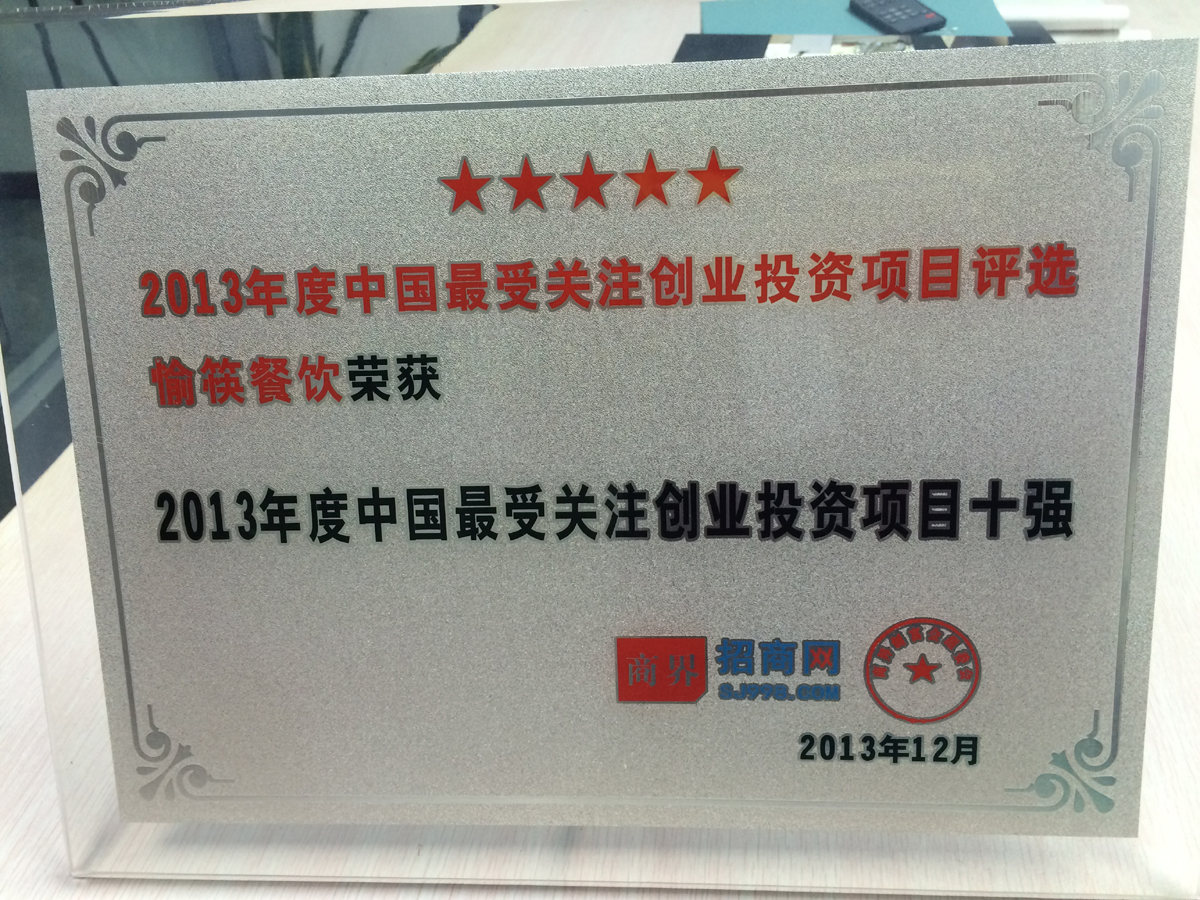 2013年度中国最受关注创业投资项目评选
愉筷餐饮荣获
2013年度中国最受关注创业投资项目十强
商界 招商网
SJ998.COM
2013年12月